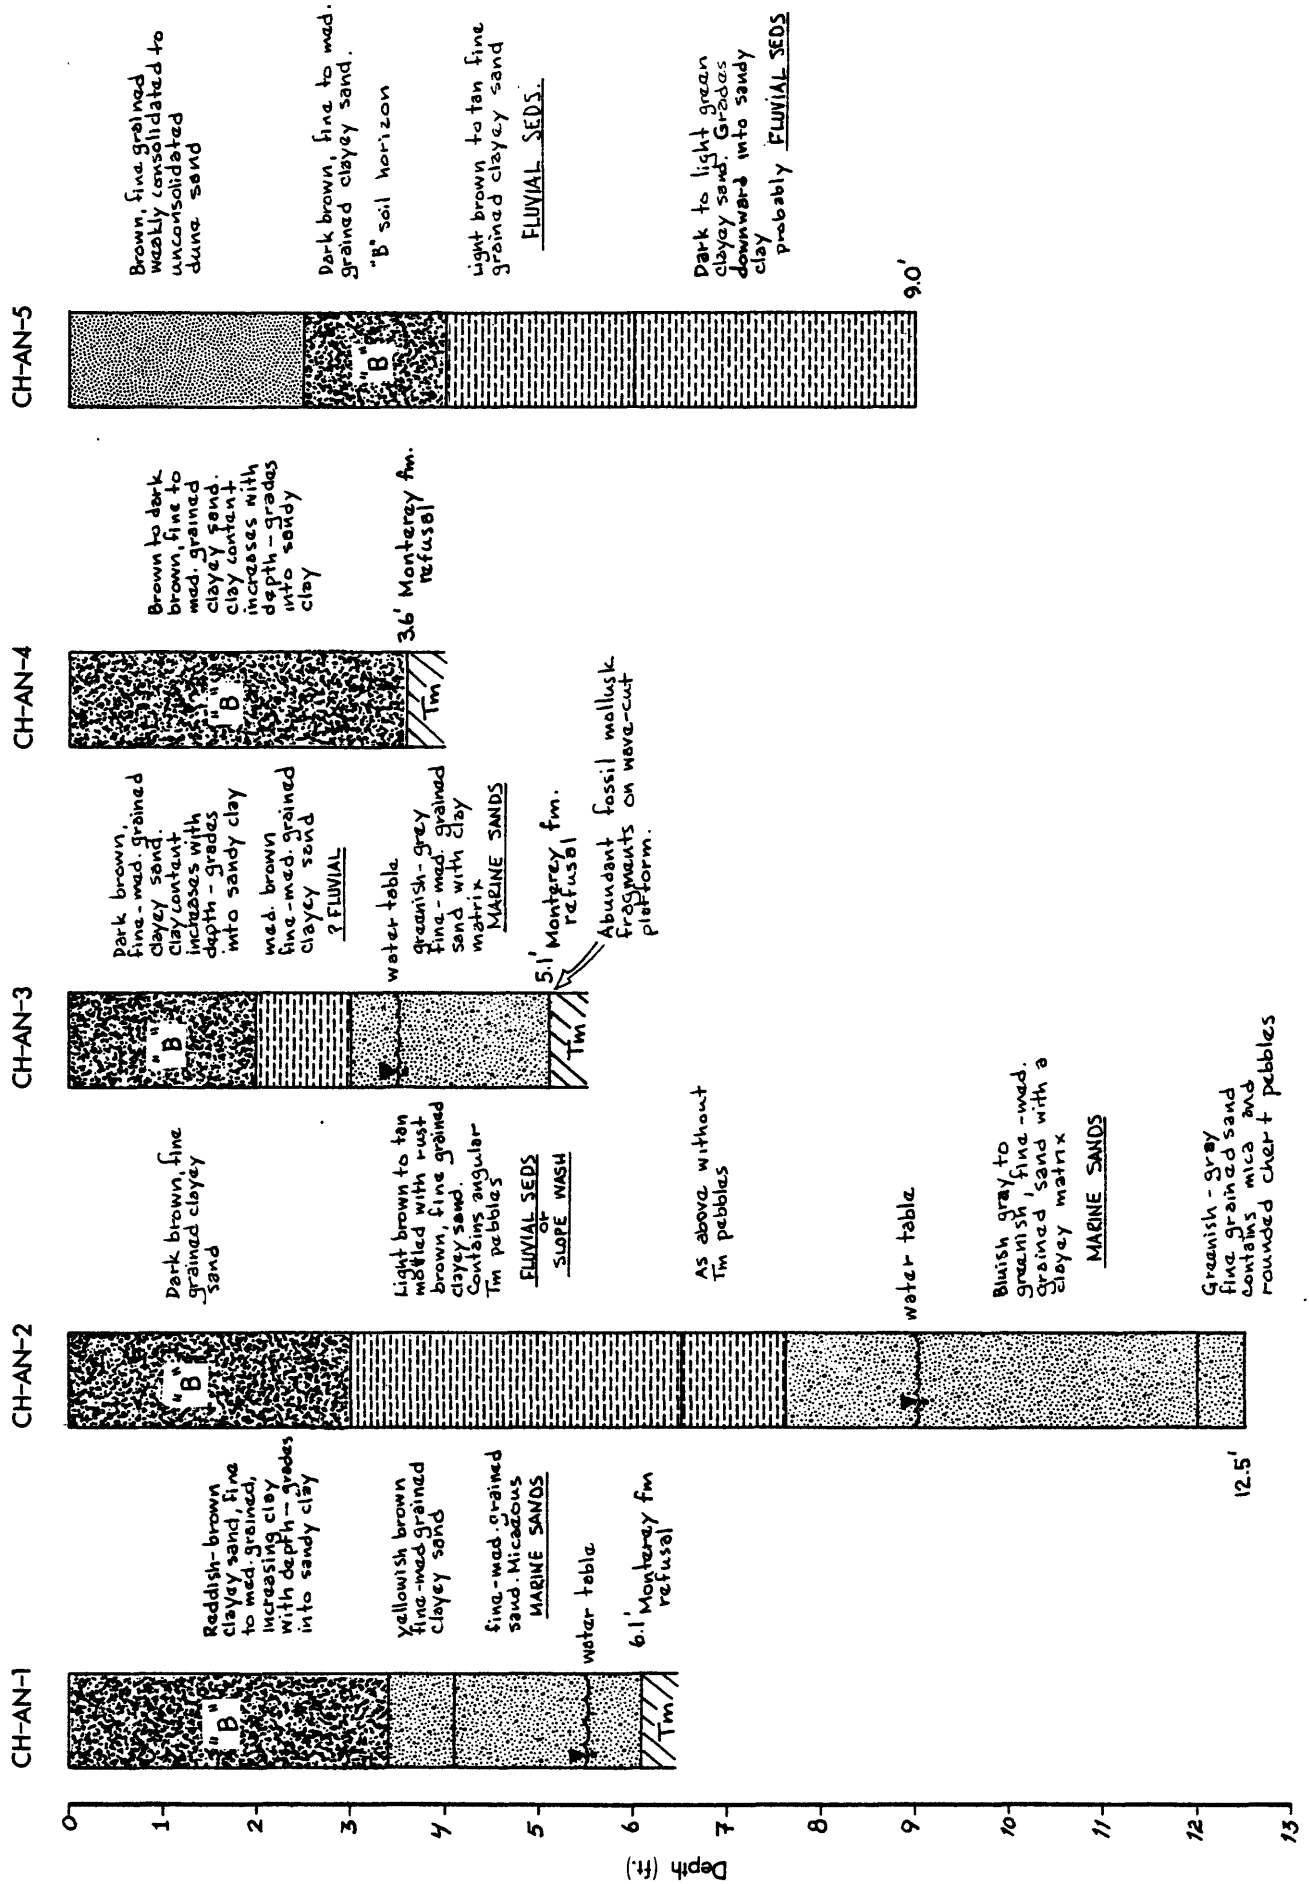 CH-AN-1
CH-AN-2
CH-AN-3
CH-AN-4
CH-AN-5
Depth (ft.)
0
1
2
3
4
5
6
7
8
9
10
11
12
13
"B"
Tm
Reddish-brown
clayey sand, fine
to med. grained,
increasing clay
with depth-grades
into sandy clay
yellowish brown
fine-med grained
clayey sand
fine-med. grained
sand. Micaceous
MARINE SANDS
water table
6.1' Monterey fm
refusal
"B"
12.5'
Dark brown, fine
grained clayey
sand
Light brown to tan
mottled with rust
brown, fine grained
clayey sand.
Contains angular
Tm pebbles
FLUVIAL SEDS
or
SLOPE WASH
As above without
Tm pebbles
water table
Bluish gray to
greenish, fine-med.
grained sand with a
clayey matrix
MARINE SANDS
Greenish-gray
fine grained sand
contains mica and
rounded chert pebbles
"B"
Tm
Dark brown,
fine-med. grained
clayey sand.
Clay content
increases with
depth-grades
into sandy clay
med. brown
fine-med. grained
clayey sand
? FLUVIAL
water table
greenish-grey
fine-med. grained
sand with clay
matrix
MARINE SANDS
5.1' Monterey fm.
refusal
Abundant fossil mollusk
fragments on wave-cut
platform.
"B"
Tm
Brown to dark
brown, fine to
med. grained
clayey sand.
clay content
increases with
depth-grades
into sandy
clay
3.6' Monterey fm.
refusal
"B"
Brown, fine grained
weakly consolidated to
unconsolidated
dune sand
Dark brown, fine to med.
grained clayey sand.
"B" soil horizon
Light brown to tan fine
grained clayey sand
FLUVIAL SEDS.
Dark to light green
clayey sand. Grades
downward into sandy
clay
probably FLUVIAL SEDS
9.0'